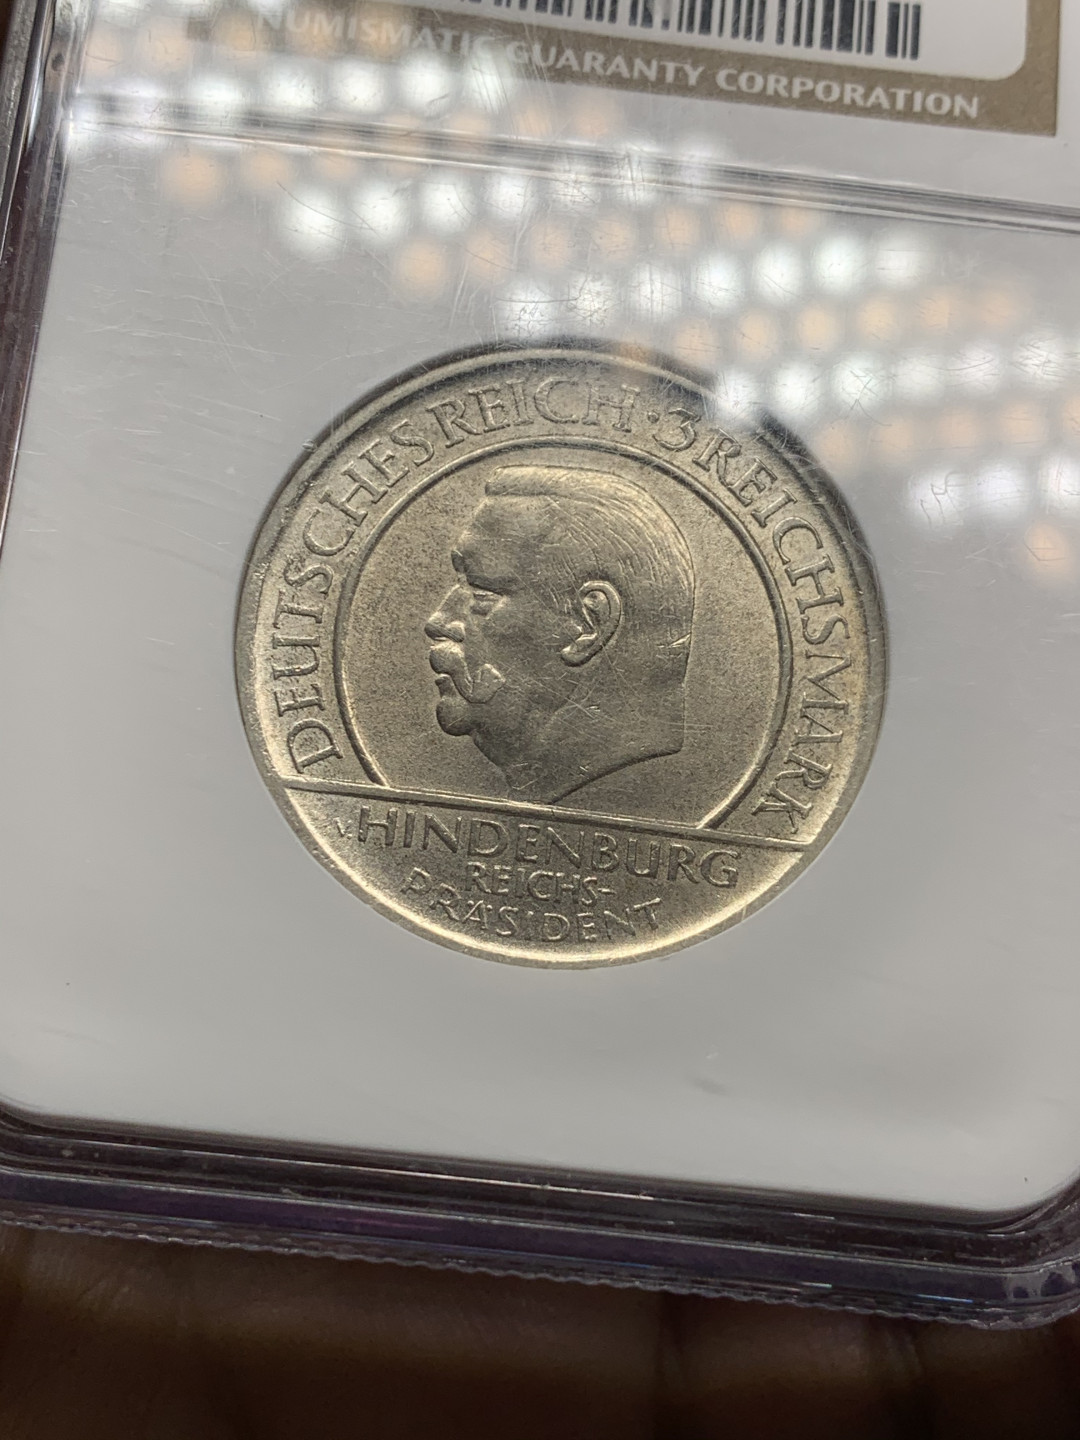 NUMISMATIC GUARANTY CORPORATION
DEUTSCHES REICH · 3 REICHSMARK
V. HINDENBURG
REICHS-
PRÄSIDENT